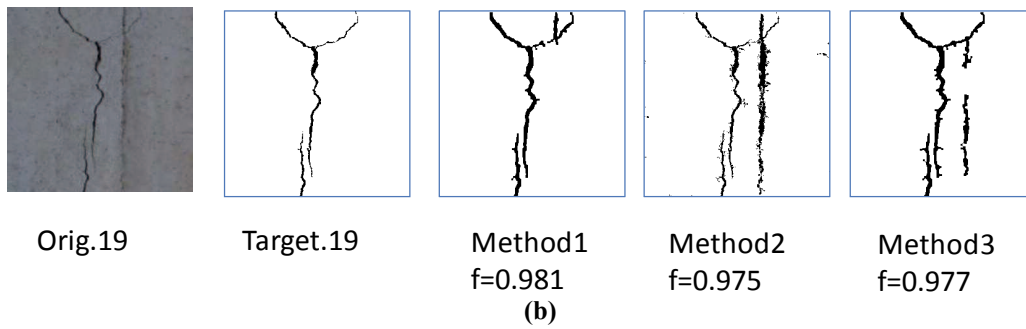 Orig.19 Target.19 Method1 Method2 Method3
f=0.981 f=0.975 f=0.977
(b)